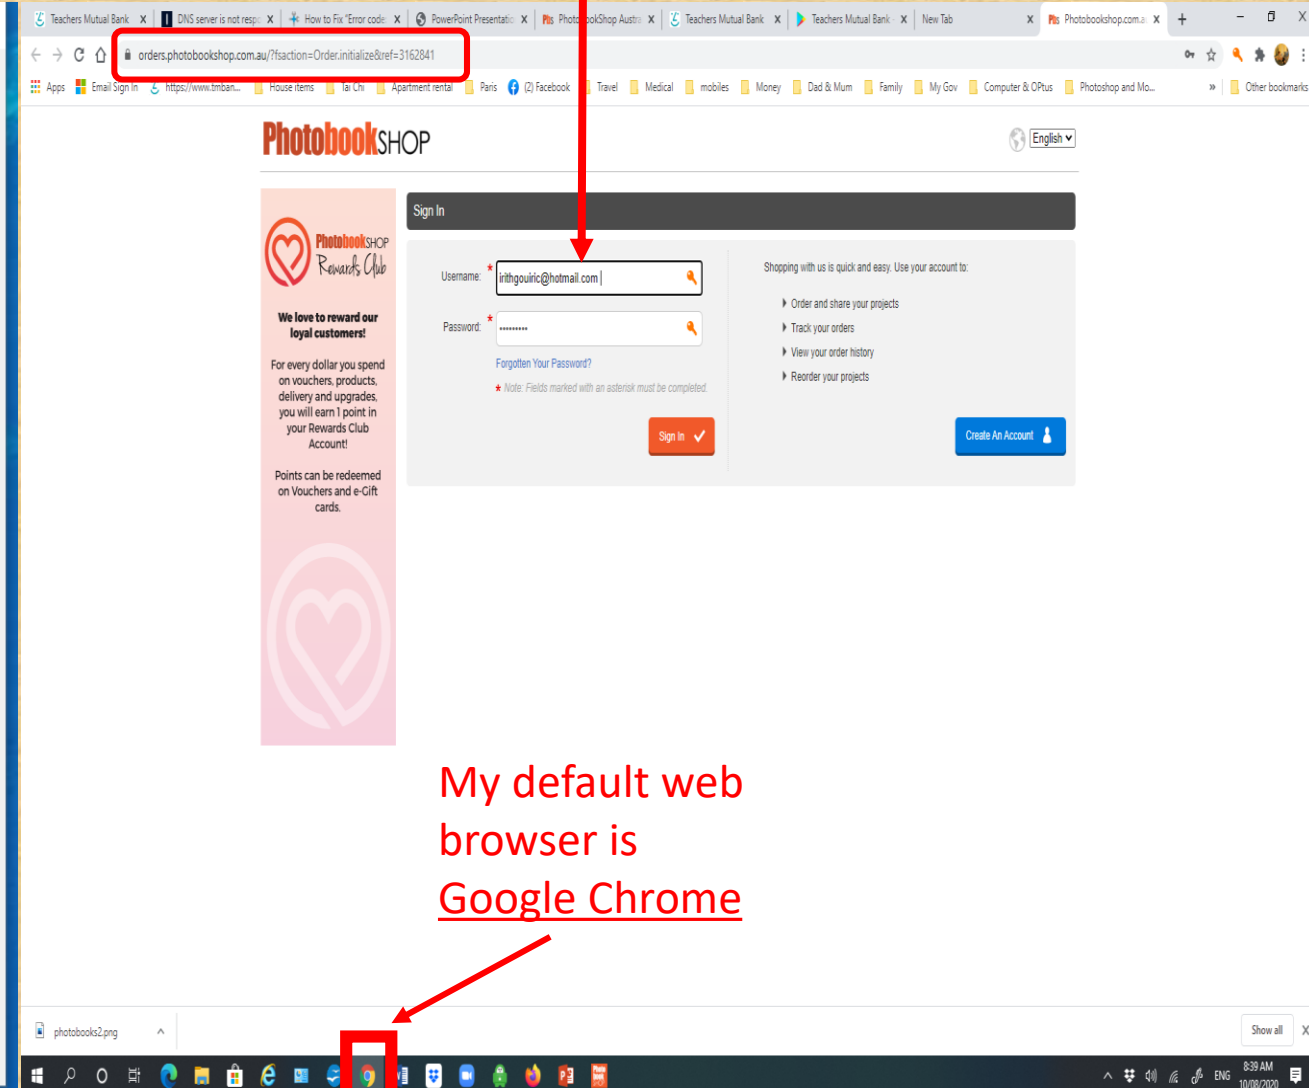 Teachers Mutual Bank
DNS server is not resp
How to Fix "Error code:
PowerPoint Presentatio
PhotobookShop Austra
Teachers Mutual Bank
Teachers Mutual Bank -
New Tab
Photobookshop.com.a
orders.photobookshop.com.au/?fsaction=Order.initialize&ref=3162841
Apps
Email Sign In
https://www.tmban...
House items
Tai Chi
Apartment rental
Paris
(2) Facebook
Travel
Medical
mobiles
Money
Dad & Mum
Family
My Gov
Computer & OPtus
Photoshop and Mo...
»
Other bookmarks
PhotobookSHOP
English
PhotobookSHOP
Rewards Club
We love to reward our
loyal customers!
For every dollar you spend
on vouchers, products,
delivery and upgrades,
you will earn 1 point in
your Rewards Club
Account!
Points can be redeemed
on Vouchers and e-Gift
cards.
Sign In
Username: *
irithgouiric@hotmail.com
Password: *
•••••••••
Forgotten Your Password?
* Note: Fields marked with an asterisk must be completed.
Sign In
Shopping with us is quick and easy. Use your account to:
Order and share your projects
Track your orders
View your order history
Reorder your projects
Create An Account
My default web
browser is
Google Chrome
photobooks2.png
Show all
ENG
8:39 AM
10/08/2020